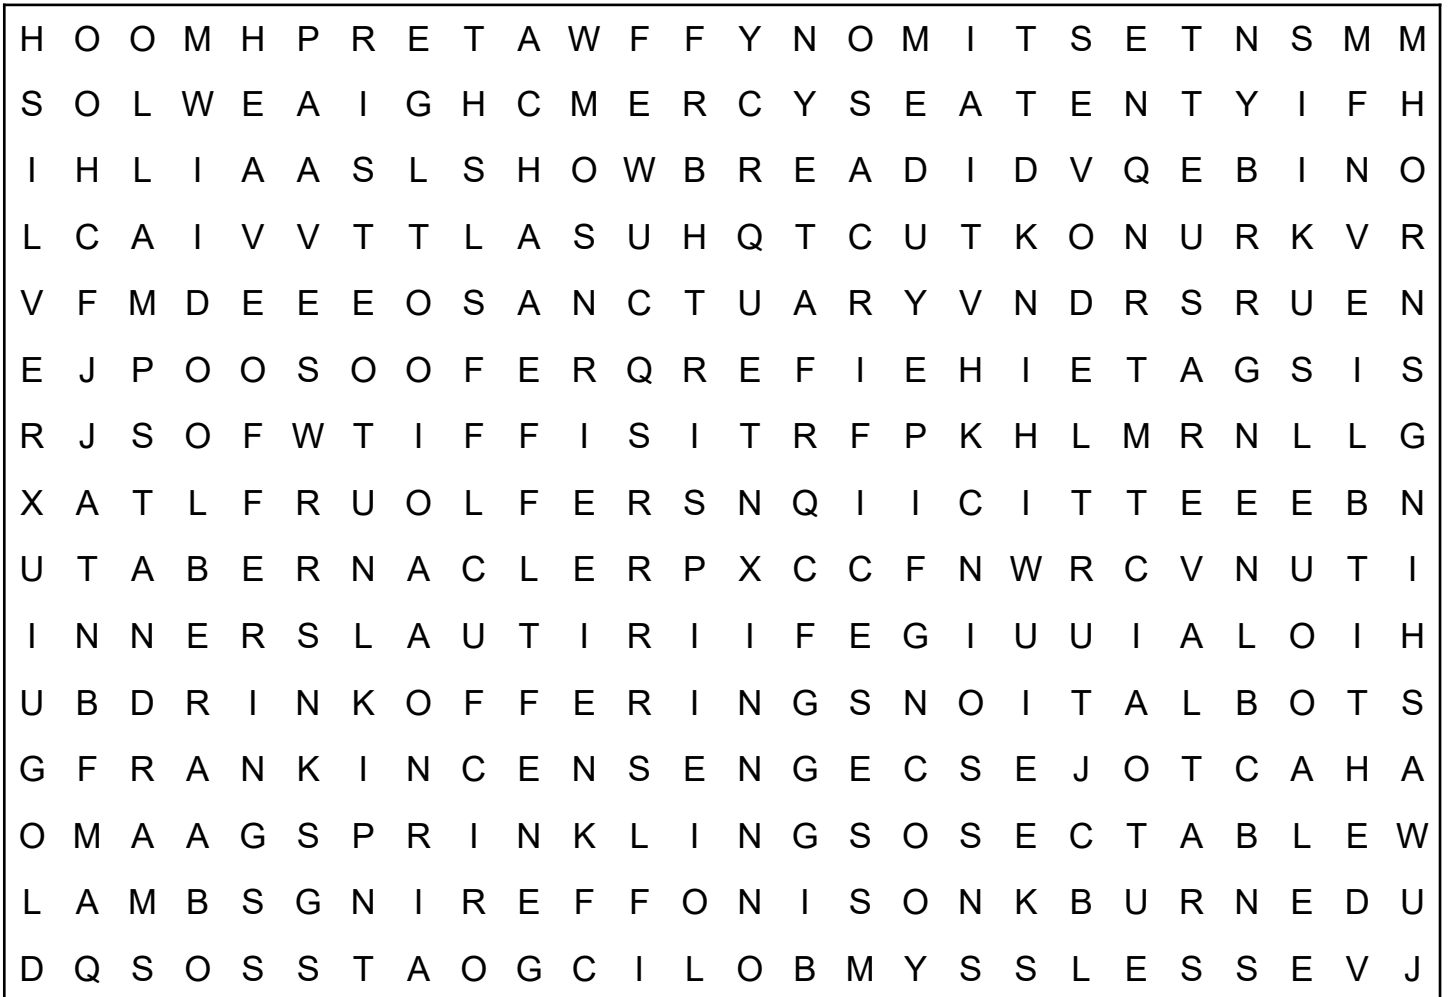 H O O M H P R E T A W F F Y N O M I T S E T N S M M
S O L W E A I G H C M E R C Y S E A T E N T Y I F H
I H L I A A S L S H O W B R E A D I D V Q E B I N O
L C A I V V T T L A S U H Q T C U T K O N U R K V R
V F M D E E E O S A N C T U A R Y V N D R S R U E N
E J P O O S O O F E R Q R E F I E H I E T A G S I S
R J S O F W T I F F I S I T R F P K H L M R N L L G
X A T L F R U O L F E R S N Q I I C I T T E E E B N
U T A B E R N A C L E R P X C C F N W R C V N U T I
I N N E R S L A U T I R I I F E G I U U I A L O I H
U B D R I N K O F F E R I N G S N O I T A L B O T S
G F R A N K I N C E N S E N G E C S E J O T C A H A
O M A A G S P R I N K L I N G S O S E C T A B L E W
L A M B S G N I R E F F O N I S O N K B U R N E D U
D Q S O S S T A O G C I L O B M Y S S L E S S E V J